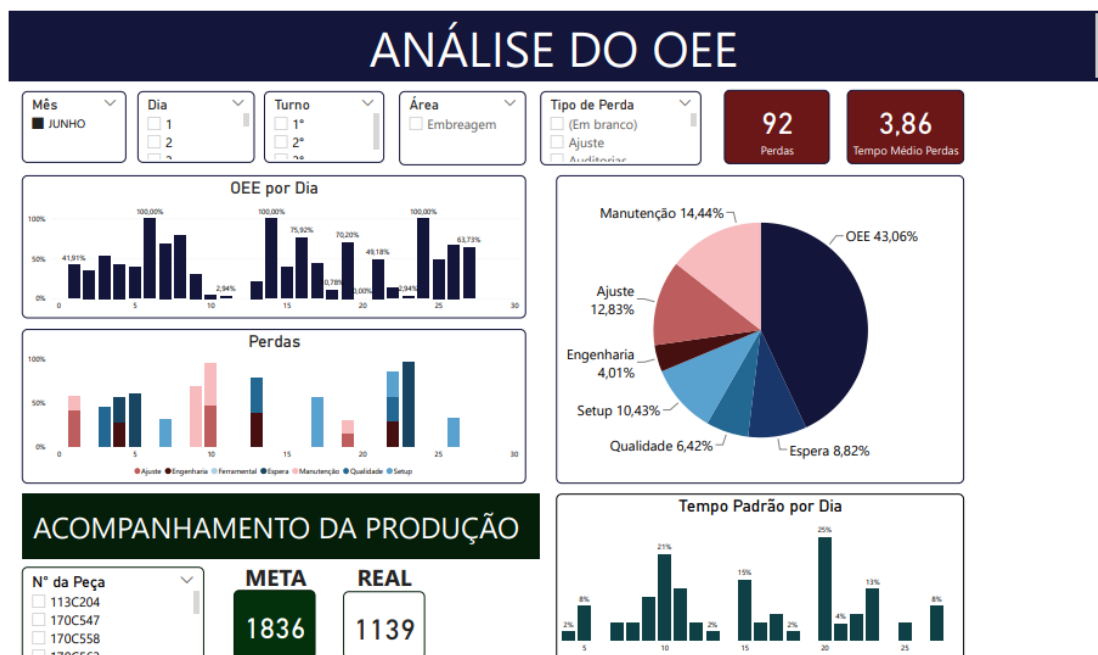 ANÁLISE DO OEE
Mês
JUNHO
Dia
1
2
Turno
1°
2°
Área
Embreagem
Tipo de Perda
(Em branco)
Ajuste
Auditorias
92
Perdas
3,86
Tempo Médio Perdas
OEE por Dia
100%
50%
0%
41,91%
100,00%
2,94%
100,00%
75,92%
0,78%
70,20%
0,00%
49,18%
2,94%
100,00%
63,73%
0
5
10
15
20
25
30
Manutenção 14,44%
OEE 43,06%
Ajuste
12,83%
Engenharia
4,01%
Setup 10,43%
Qualidade 6,42%
Espera 8,82%
Perdas
100%
50%
0%
0
5
10
15
20
25
30
Ajuste Engenharia Ferramental Espera Manutenção Qualidade Setup
ACOMPANHAMENTO DA PRODUÇÃO
N° da Peça
113C204
170C547
170C558
META
1836
REAL
1139
Tempo Padrão por Dia
2%
8%
21%
2%
15%
2%
25%
4%
13%
8%
5
10
15
20
25